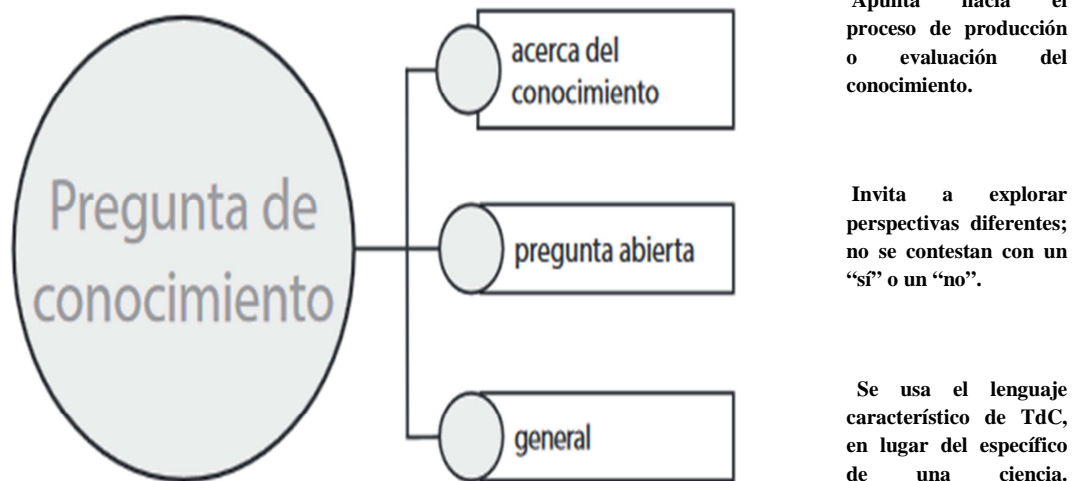 Pregunta de
conocimiento
acerca del
conocimiento
Apunta hacia el
proceso de producción
o evaluación del
conocimiento.
pregunta abierta
Invita a explorar
perspectivas diferentes;
no se contestan con un
“sí” o un “no”.
general
Se usa el lenguaje
característico de TdC,
en lugar del específico
de una ciencia.